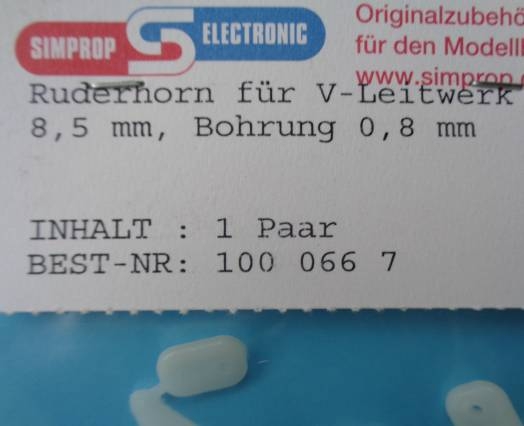 SIMPROP ELECTRONIC
Originalzubehö
für den Modell
www.simprop.
Ruderhorn für V-Leitwerk
8,5 mm, Bohrung 0,8 mm
INHALT : 1 Paar
BEST-NR: 100 066 7